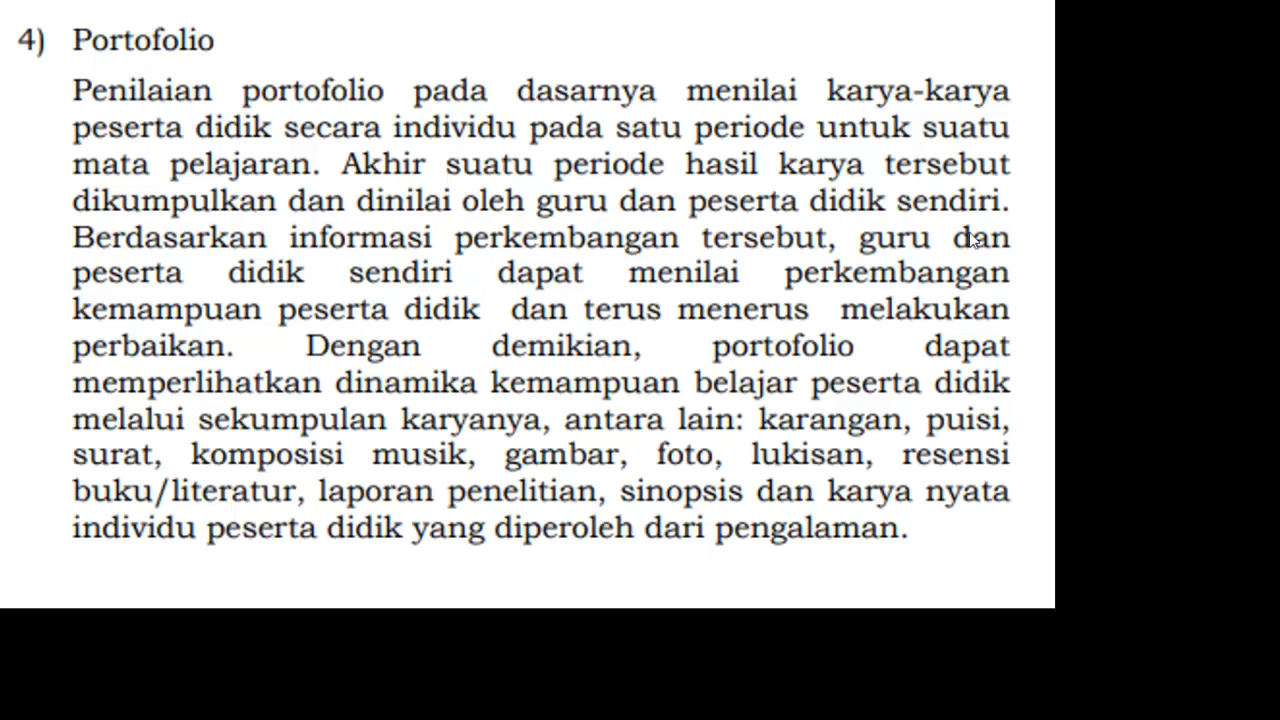 4) Portofolio
Penilaian portofolio pada dasarnya menilai karya-karya
peserta didik secara individu pada satu periode untuk suatu
mata pelajaran. Akhir suatu periode hasil karya tersebut
dikumpulkan dan dinilai oleh guru dan peserta didik sendiri.
Berdasarkan informasi perkembangan tersebut, guru dan
peserta didik sendiri dapat menilai perkembangan
kemampuan peserta didik dan terus menerus melakukan
perbaikan. Dengan demikian, portofolio dapat
memperlihatkan dinamika kemampuan belajar peserta didik
melalui sekumpulan karyanya, antara lain: karangan, puisi,
surat, komposisi musik, gambar, foto, lukisan, resensi
buku/literatur, laporan penelitian, sinopsis dan karya nyata
individu peserta didik yang diperoleh dari pengalaman.